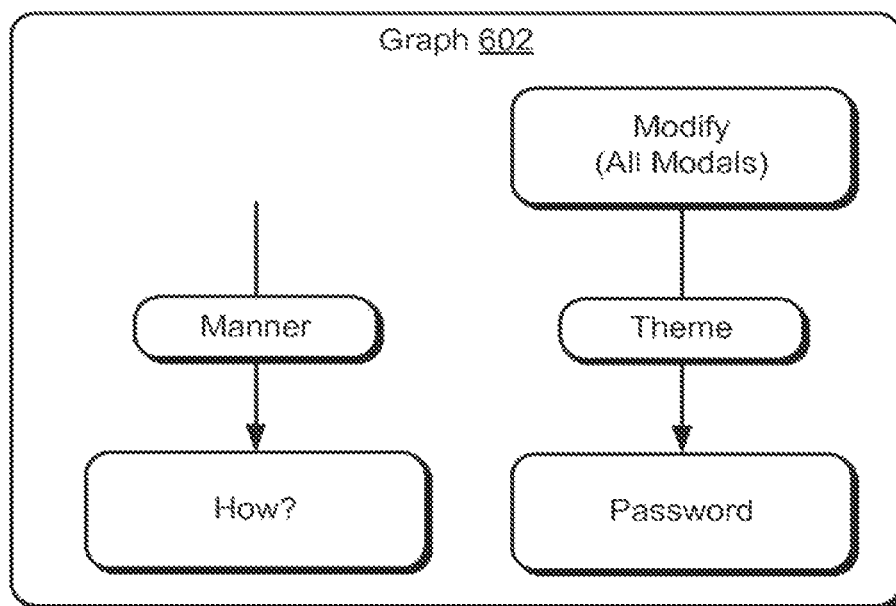 Graph 602
Modify
(All Modals)
Manner
Theme
How?
Password